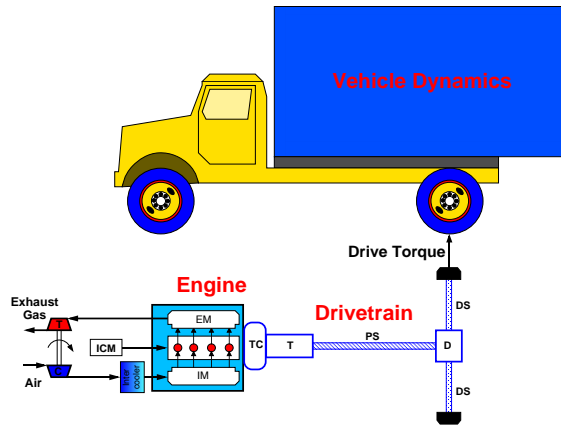 Vehicle Dynamics
Drive Torque
Engine
Exhaust
Gas
T
EM
Drivetrain
DS
PS
ICM
TC
T
D
C
Air
Inter
cooler
IM
DS